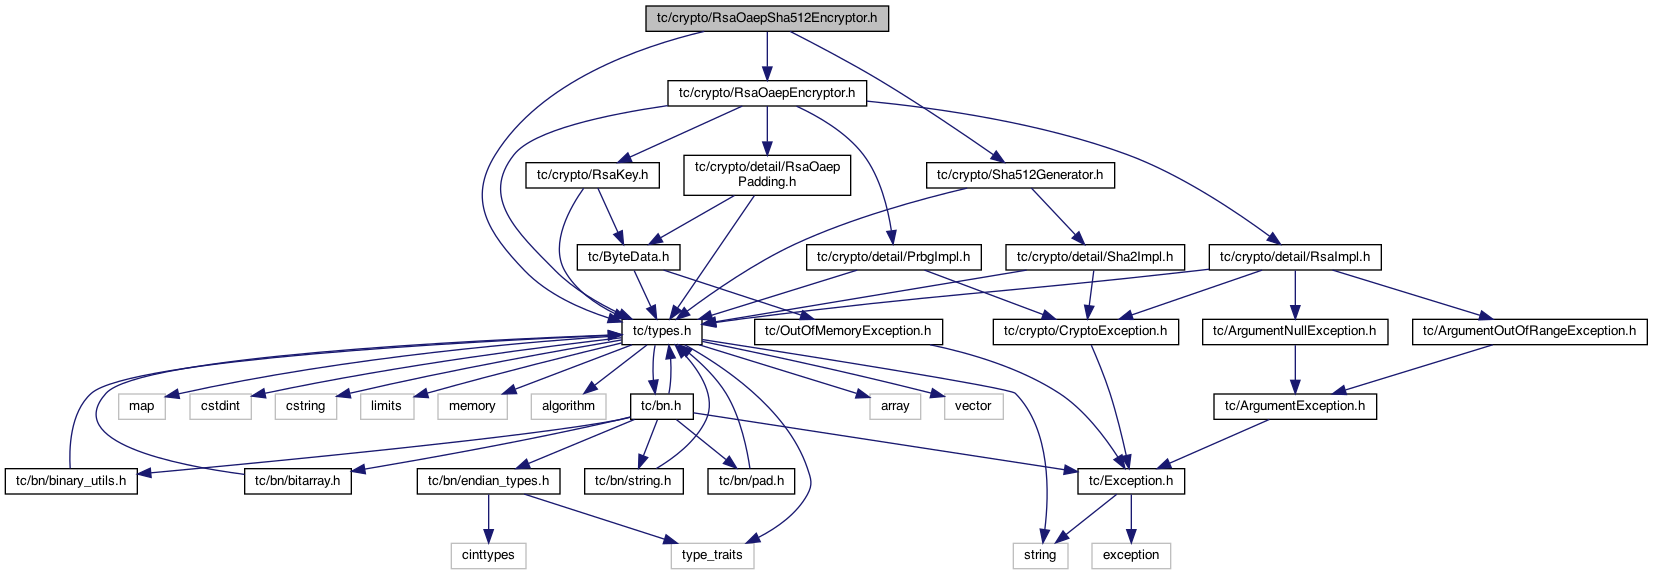 tc/crypto/RsaOaepSha512Encryptor.h
tc/crypto/RsaOaepEncryptor.h
tc/crypto/RsaKey.h
tc/crypto/detail/RsaOaep
Padding.h
tc/crypto/Sha512Generator.h
tc/ByteData.h
tc/crypto/detail/PrbgImpl.h
tc/crypto/detail/Sha2Impl.h
tc/crypto/detail/RsaImpl.h
tc/types.h
tc/OutOfMemoryException.h
tc/crypto/CryptoException.h
tc/ArgumentNullException.h
tc/ArgumentOutOfRangeException.h
map
cstdint
cstring
limits
memory
algorithm
tc/bn.h
array
vector
tc/ArgumentException.h
tc/bn/binary_utils.h
tc/bn/bitarray.h
tc/bn/endian_types.h
tc/bn/string.h
tc/bn/pad.h
tc/Exception.h
cinttypes
type_traits
string
exception